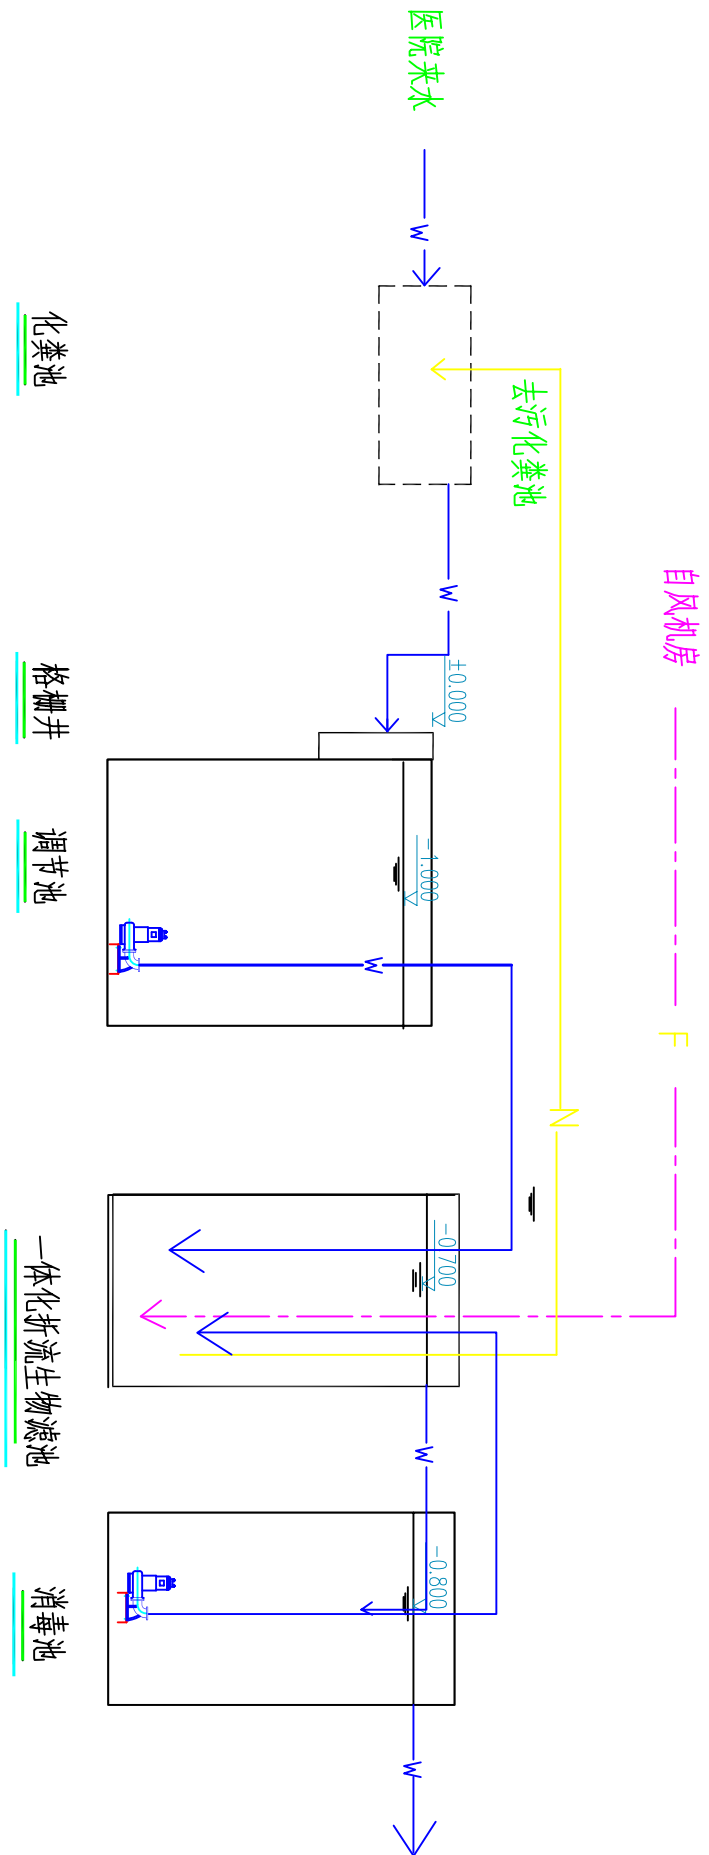 医院来水
W
化粪池
去污化粪池
W
自风机房
格栅井
±0.000
调节池
-1.000
W
F
N
一体化折流生物滤池
-0.700
W
消毒池
-0.800
W